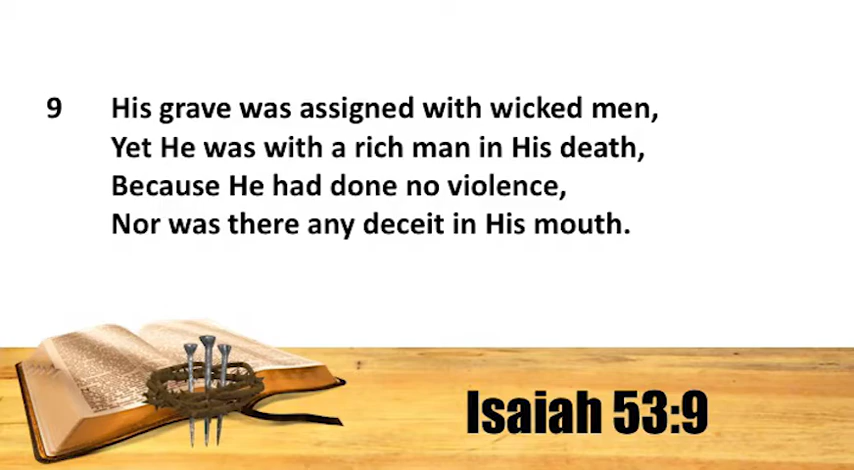 9 His grave was assigned with wicked men,
Yet He was with a rich man in His death,
Because He had done no violence,
Nor was there any deceit in His mouth.
Isaiah 53:9